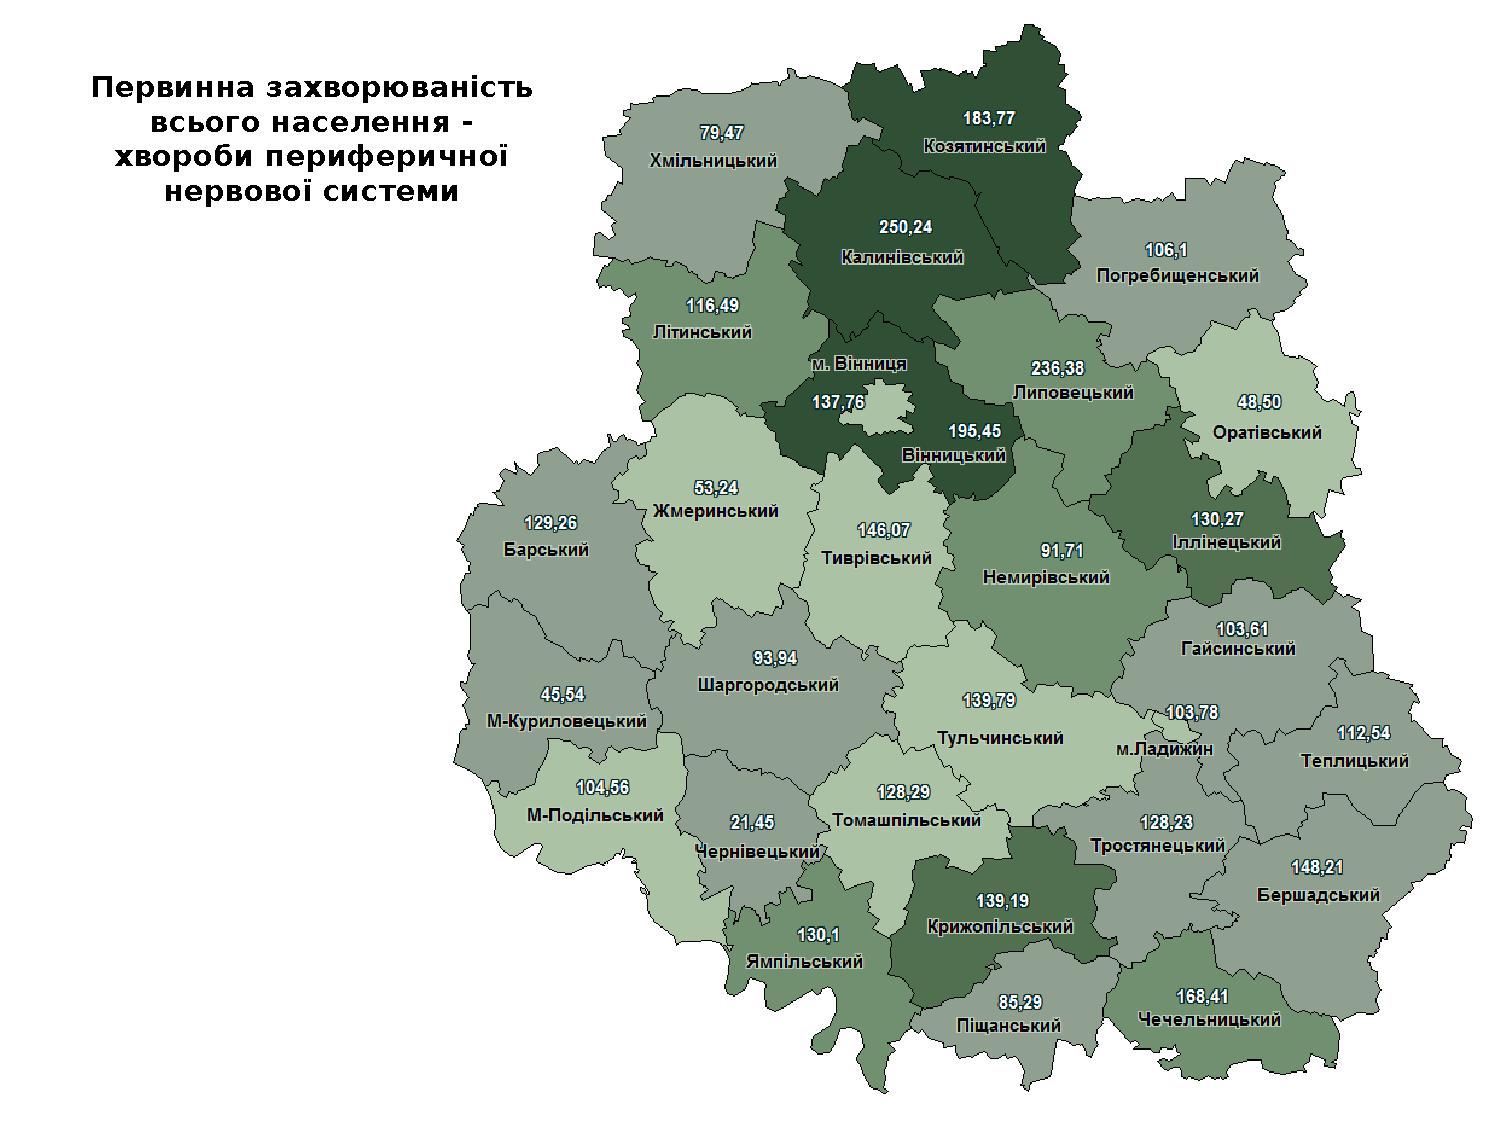 Первинна захворюваність
всього населення -
хвороби периферичної
нервової системи
183,77
Козятинський
79,47
Хмільницький
250,24
Калинівський
106,1
Погребищенський
116,49
Літинський
м. Вінниця
137,76
236,38
Липовецький
48,50
Оратівський
195,45
Вінницький
53,24
Жмеринський
129,26
Барський
146,07
Тиврівський
130,27
Іллінецький
91,71
Немирівський
103,61
Гайсинський
93,94
Шаргородський
45,54
М-Куриловецький
139,79
Тульчинський
103,78
м.Ладижин
112,54
Теплицький
104,56
М-Подільський
128,29
Томашпільський
21,45
Чернівецький
128,23
Тростянецький
148,21
Бершадський
139,19
Крижопільський
130,1
Ямпільський
85,29
Піщанський
168,41
Чечельницький